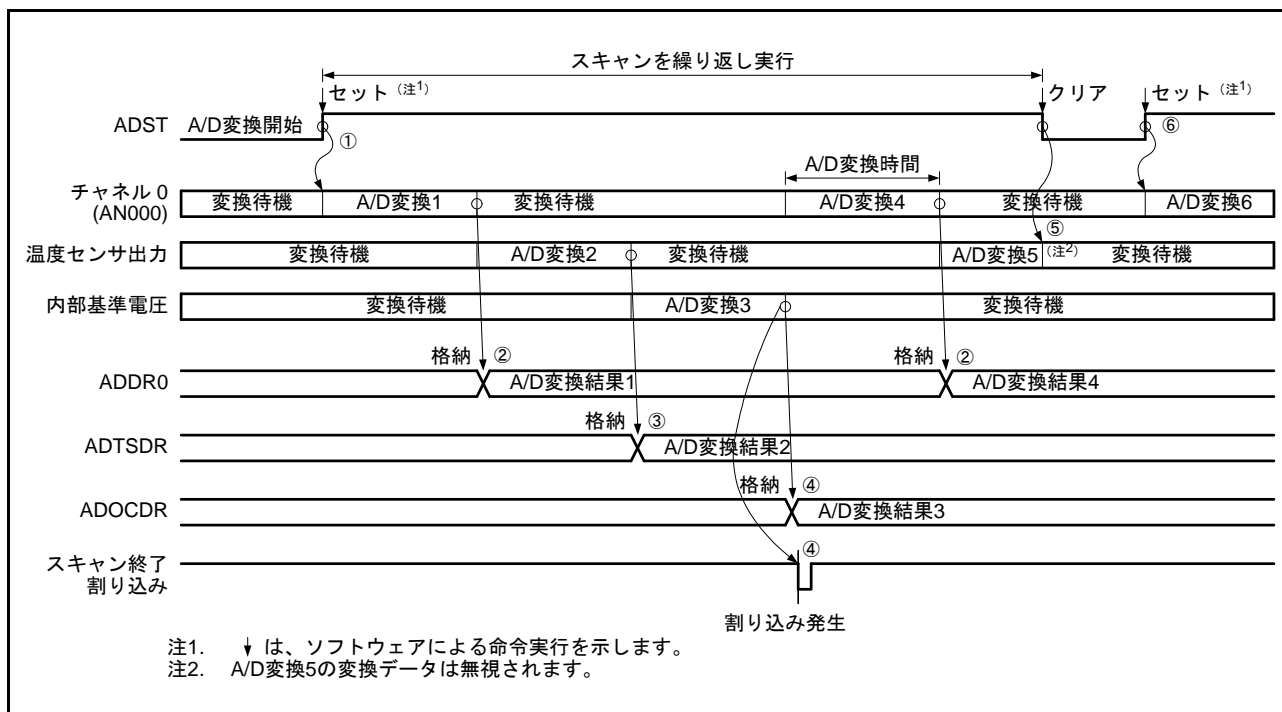 スキャンを繰り返し実行
セット(注1) クリア セット(注1)
ADST A/D変換開始 ① ⑥
A/D変換時間
チャネル 0
(AN000)
変換待機 A/D変換1 変換待機 A/D変換4 変換待機 A/D変換6
⑤
温度センサ出力 変換待機 A/D変換2 変換待機 A/D変換5 (注2) 変換待機
内部基準電圧 変換待機 A/D変換3 変換待機
格納 ② 格納 ②
ADDR0 A/D変換結果1 A/D変換結果4
格納 ③
ADTSDR A/D変換結果2
格納 ④
ADOCDR A/D変換結果3
④
スキャン終了
割り込み
割り込み発生
注1. ↓ は、ソフトウェアによる命令実行を示します。
注2. A/D変換5の変換データは無視されます。